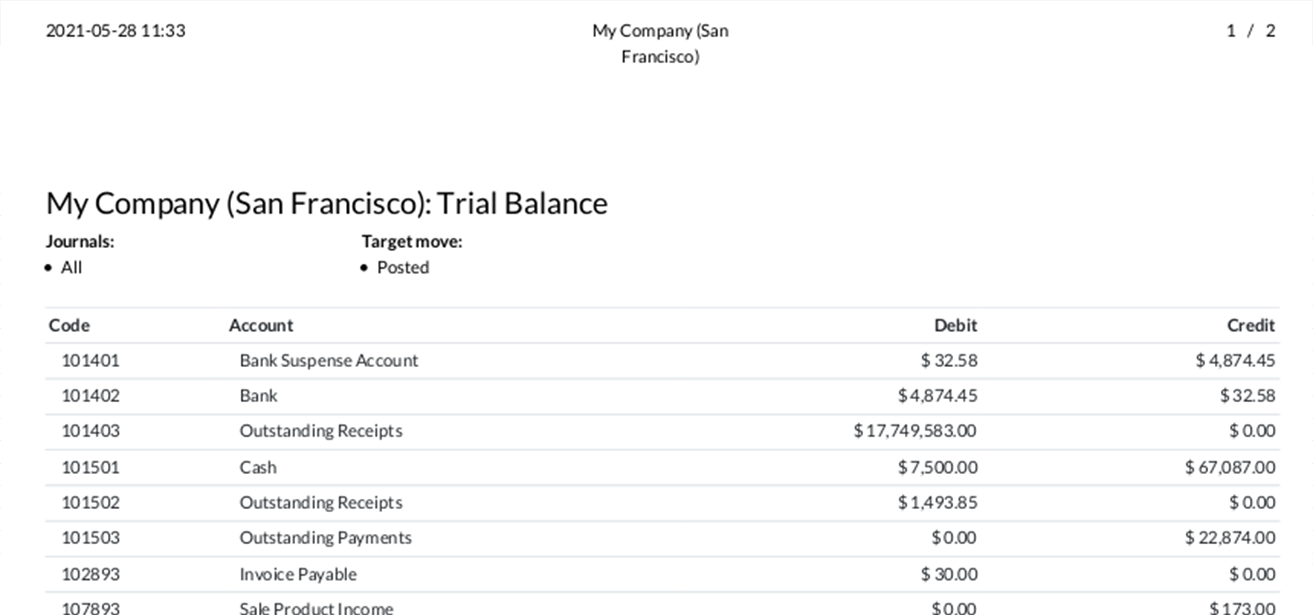 2021-05-28 11:33 My Company (San Francisco) 1 / 2
My Company (San Francisco): Trial Balance
Journals: Target move:
• All • Posted
Code Account Debit Credit
101401 Bank Suspense Account $ 32.58 $ 4,874.45
101402 Bank $ 4,874.45 $ 32.58
101403 Outstanding Receipts $ 17,749,583.00 $ 0.00
101501 Cash $ 7,500.00 $ 67,087.00
101502 Outstanding Receipts $ 1,493.85 $ 0.00
101503 Outstanding Payments $ 0.00 $ 22,874.00
102893 Invoice Payable $ 30.00 $ 0.00
107893 Sale Product Income $ 0.00 $ 173.00